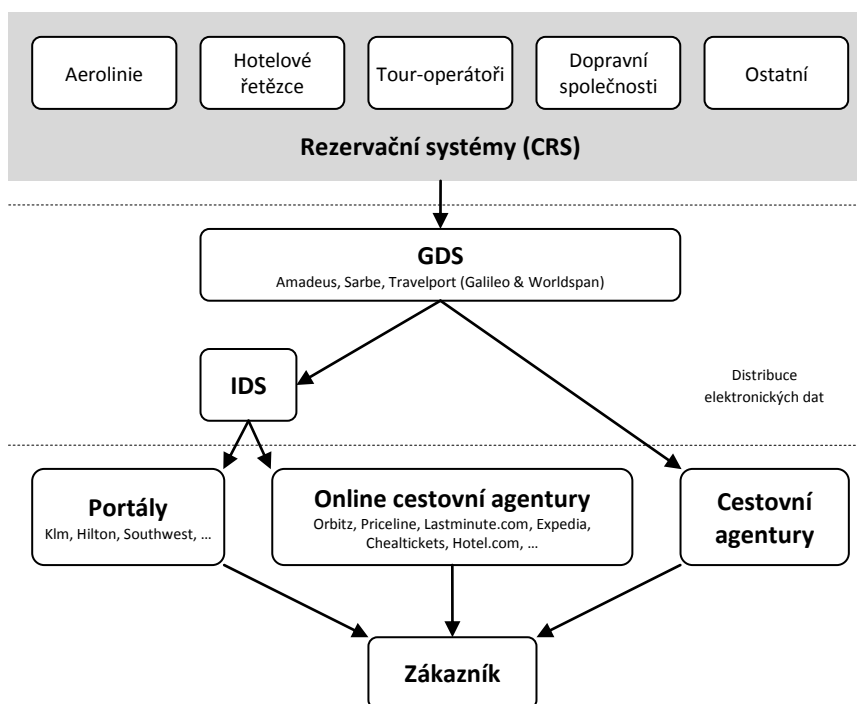 Aerolinie
Hotelové
řetězce
Tour-operátoři
Dopravní
společnosti
Ostatní
Rezervační systémy (CRS)
GDS
Amadeus, Sarbe, Travelport (Galileo & Worldspan)
IDS
Distribuce
elektronických dat
Portály
Klm, Hilton, Southwest, ...
Online cestovní agentury
Orbitz, Priceline, Lastminute.com, Expedia,
Chealtickets, Hotel.com, ...
Cestovní
agentury
Zákazník